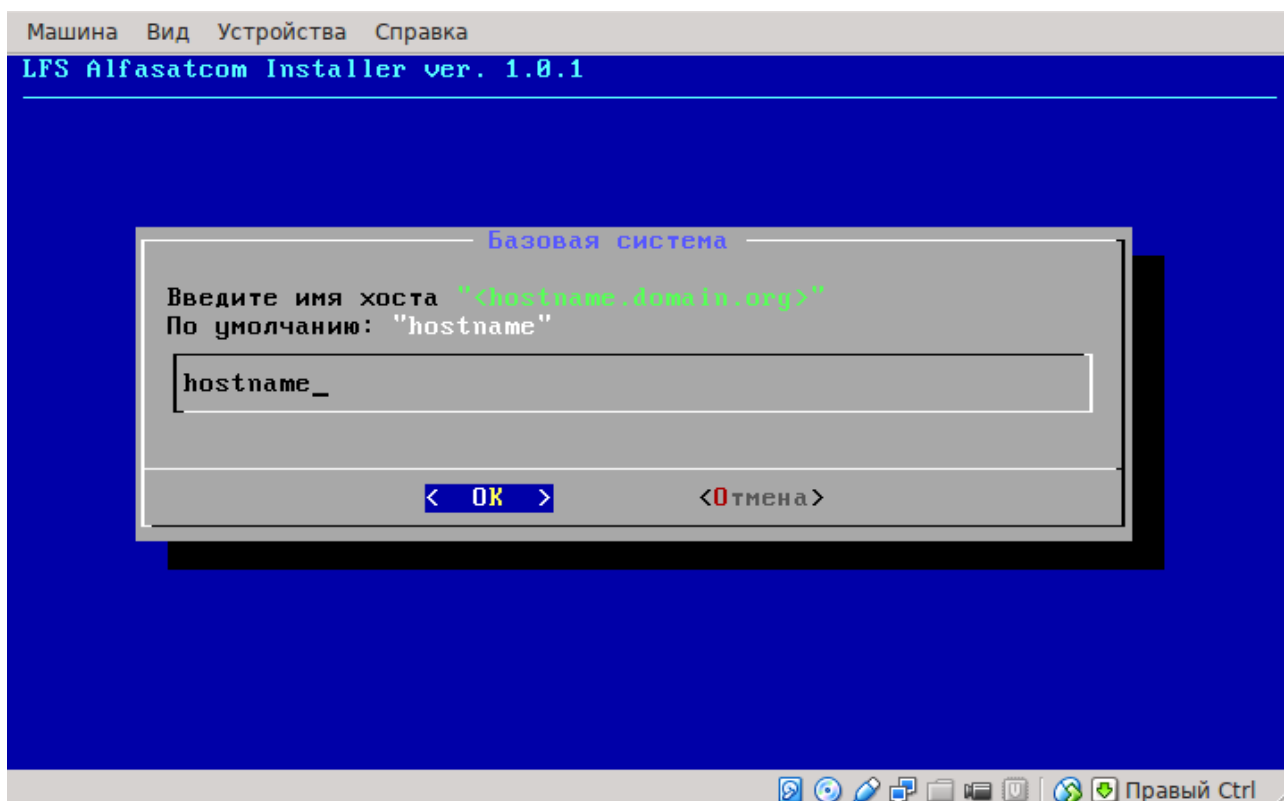 Машина Вид Устройства Справка
LFS Alfasatcom Installer ver. 1.0.1
Базовая система
Введите имя хоста "<hostname.domain.org>"
По умолчанию: "hostname"
hostname_
< OK > <Отмена>
Правый Ctrl